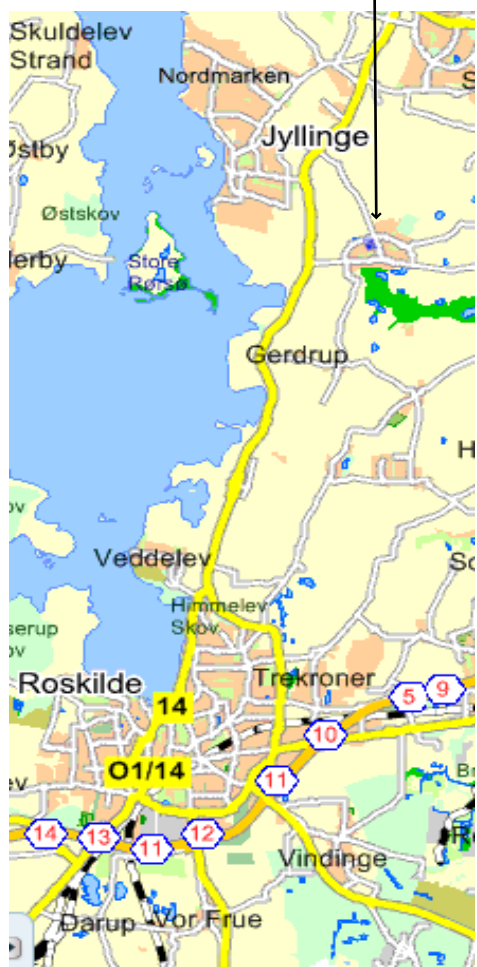 Skuldelev
Strand
Nordmarken
Jyllinge
Østskov
Store
Rørsø
Gerdrup
Veddelev
Himmelev
Skov
Roskilde
Trekroner
14
5
9
10
O1/14
11
14
13
11
12
Vindinge
Darup
Vor Frue